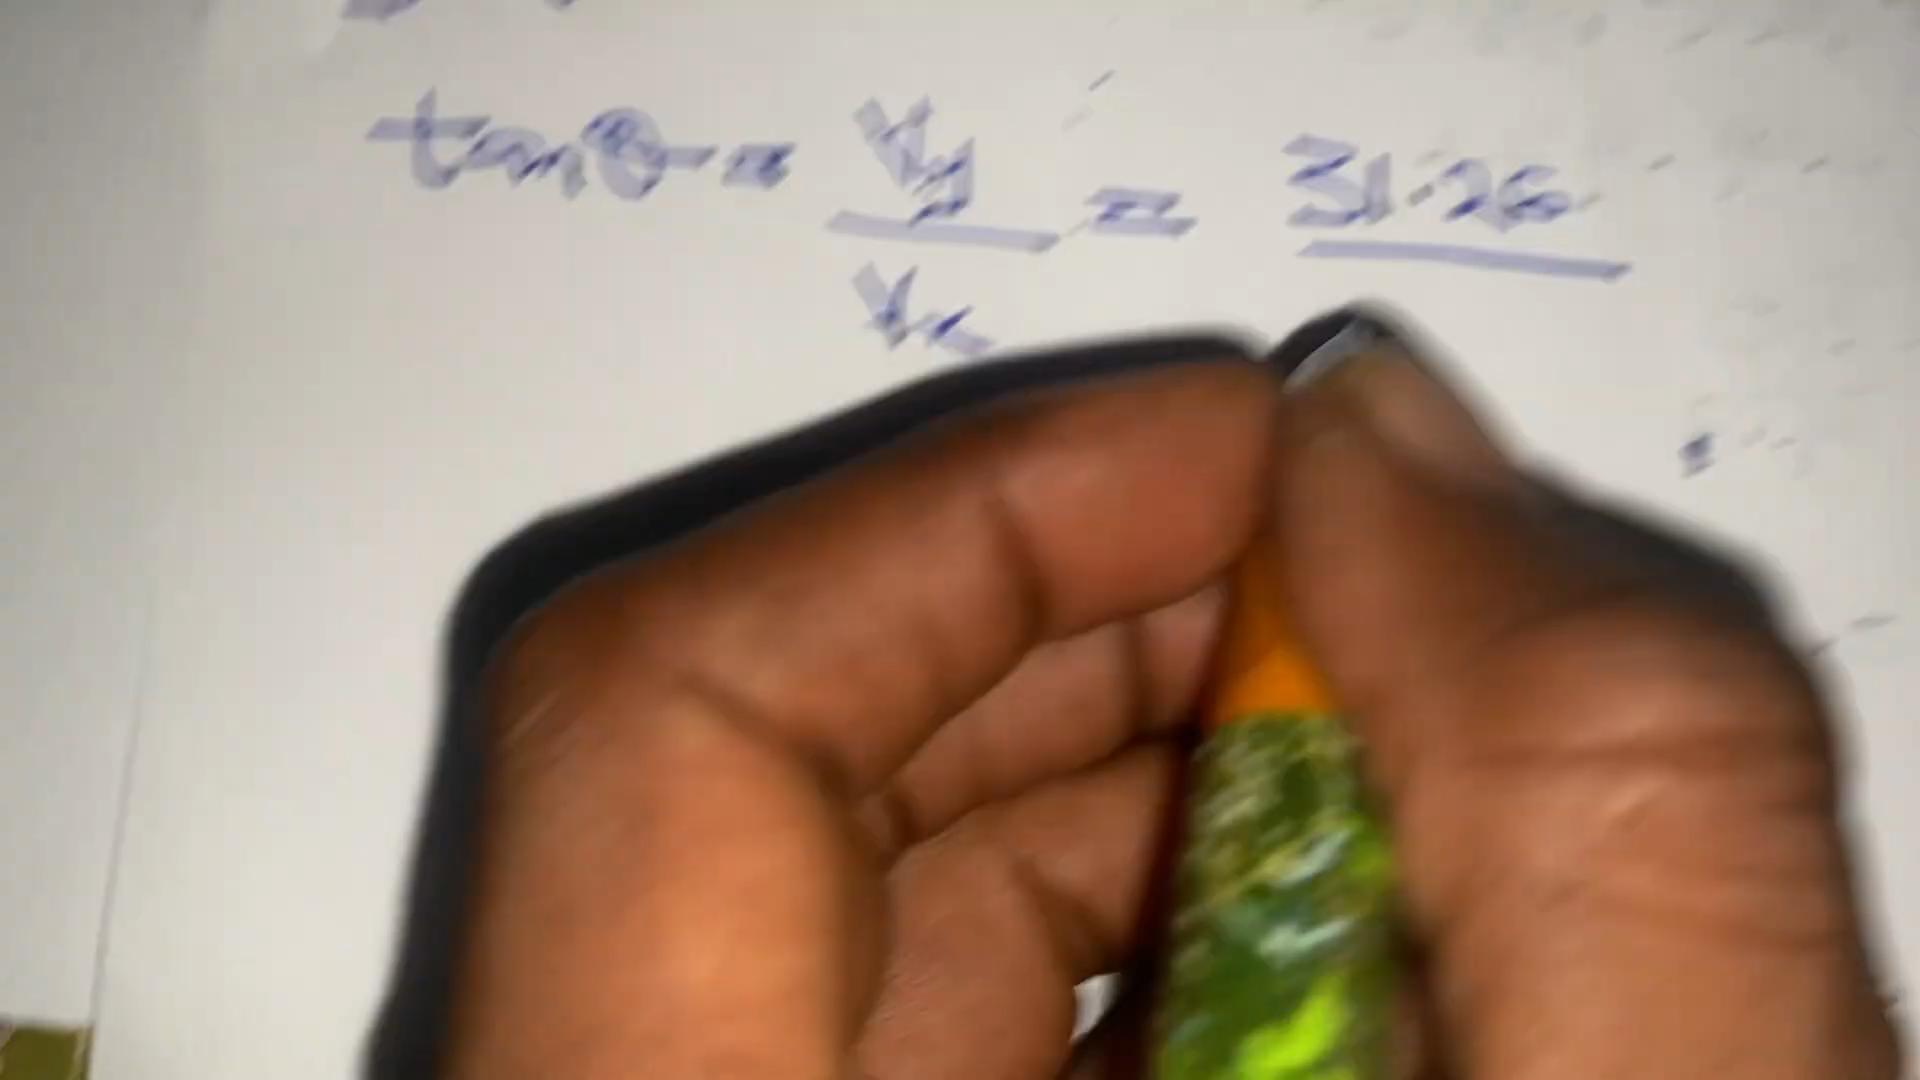 tanθ = Vy/Vx = 31.26